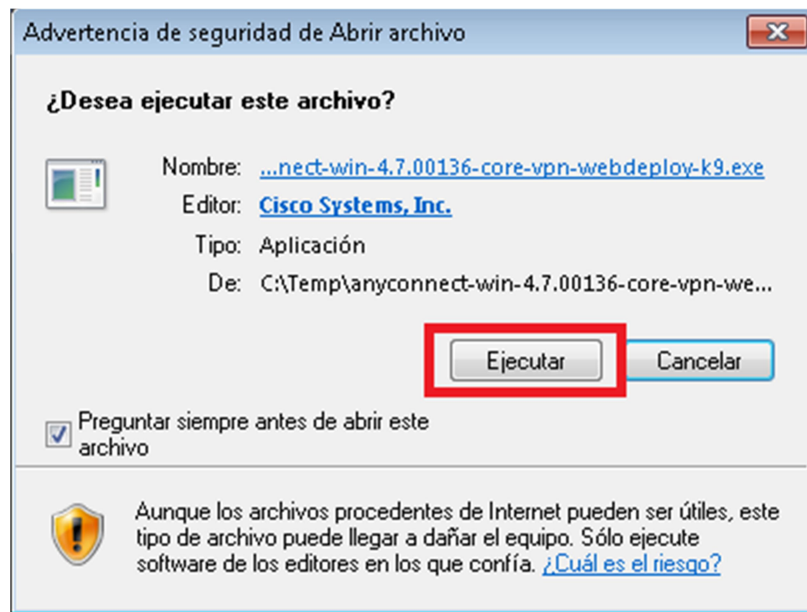 Advertencia de seguridad de Abrir archivo
¿Desea ejecutar este archivo?
Nombre: ...nect-win-4.7.00136-core-vpn-webdeploy-k9.exe
Editor: Cisco Systems, Inc.
Tipo: Aplicación
De: C:\Temp\anyconnect-win-4.7.00136-core-vpn-we...
Ejecutar Cancelar
Preguntar siempre antes de abrir este
archivo
Aunque los archivos procedentes de Internet pueden ser útiles, este
tipo de archivo puede llegar a dañar el equipo. Sólo ejecute
software de los editores en los que confía. ¿Cuál es el riesgo?